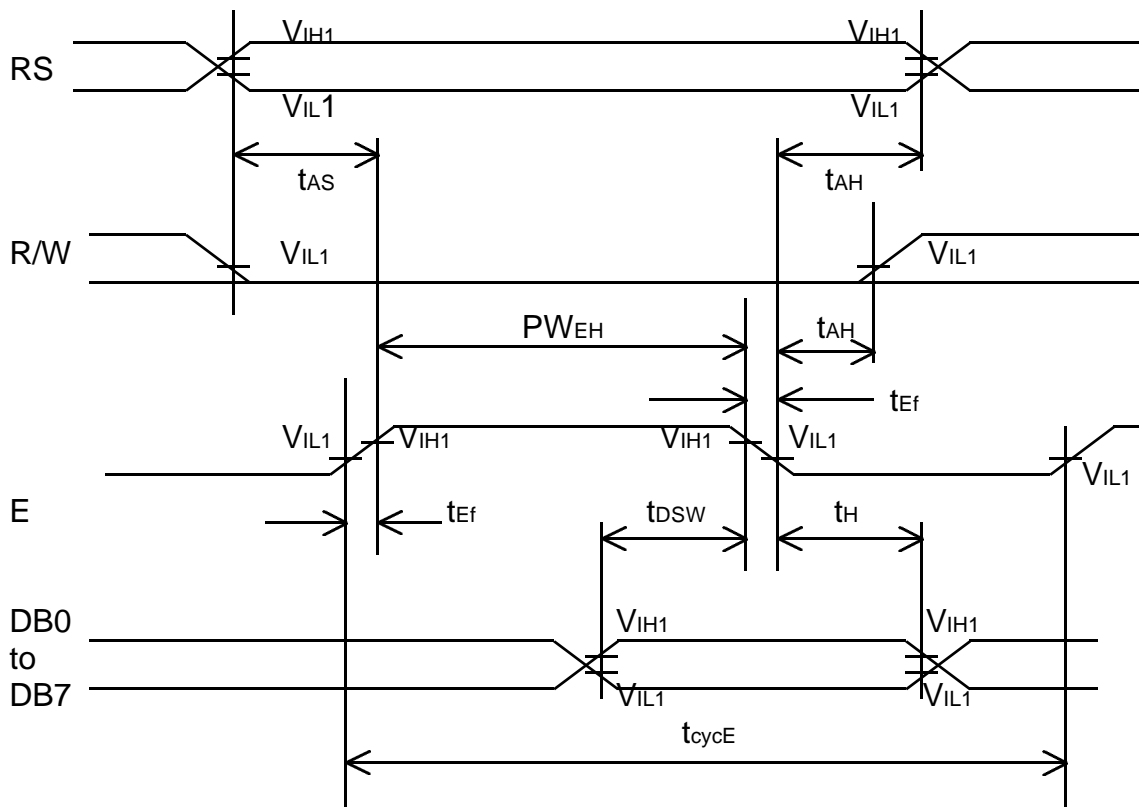 VIH1 VIH1
RS
VIL1 VIL1
tAS tAH
R/W VIL1 VIL1
PWEH tAH
tEf
VIL1 VIH1 VIH1 VIL1
VIL1
E tEf tDSW tH
DB0 VIH1 VIH1
to
DB7 VIL1 VIL1
tcycE